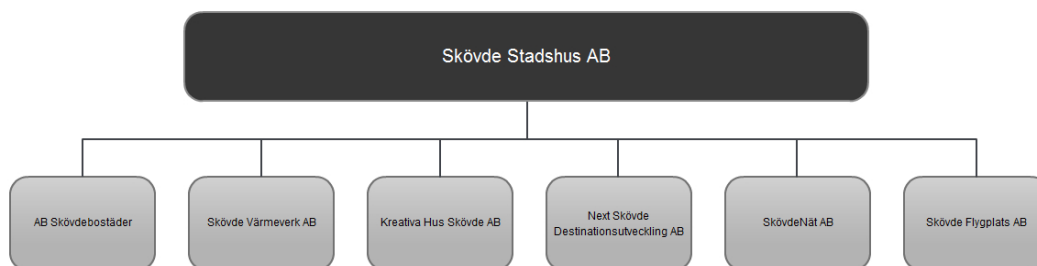 Skövde Stadshus AB
AB Skövdebostäder
Skövde Värmeverk AB
Kreativa Hus Skövde AB
Next Skövde
Destinationsutveckling AB
SkövdeNät AB
Skövde Flygplats AB